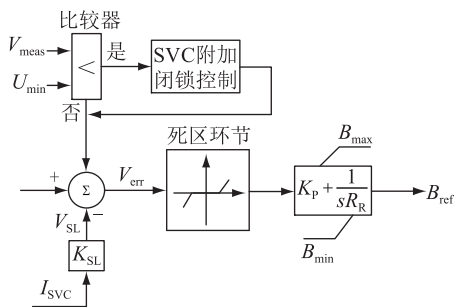 比较器
V_meas
U_min
<
是
SVC附加
闭锁控制
否
死区环节
+
Σ
V_err
V_SL
−
K_SL
I_SVC
B_max
K_P + 1/(sR_R)
B_min
B_ref